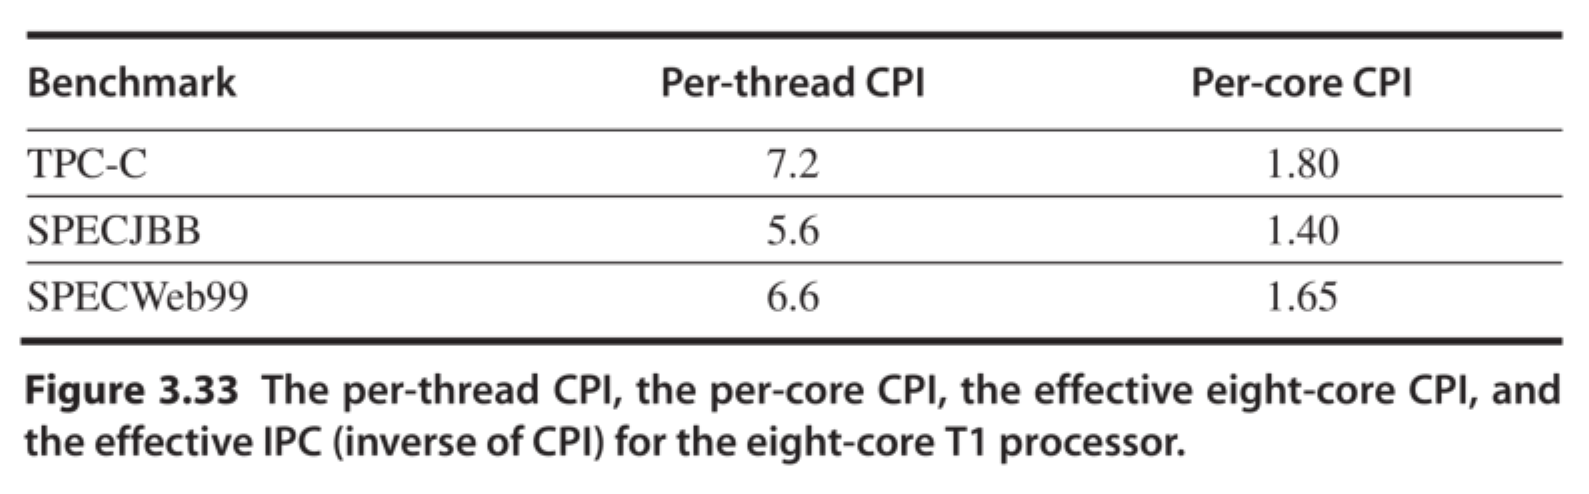 Benchmark Per-thread CPI Per-core CPI
TPC-C 7.2 1.80
SPECJBB 5.6 1.40
SPECWeb99 6.6 1.65
Figure 3.33 The per-thread CPI, the per-core CPI, the effective eight-core CPI, and
the effective IPC (inverse of CPI) for the eight-core T1 processor.